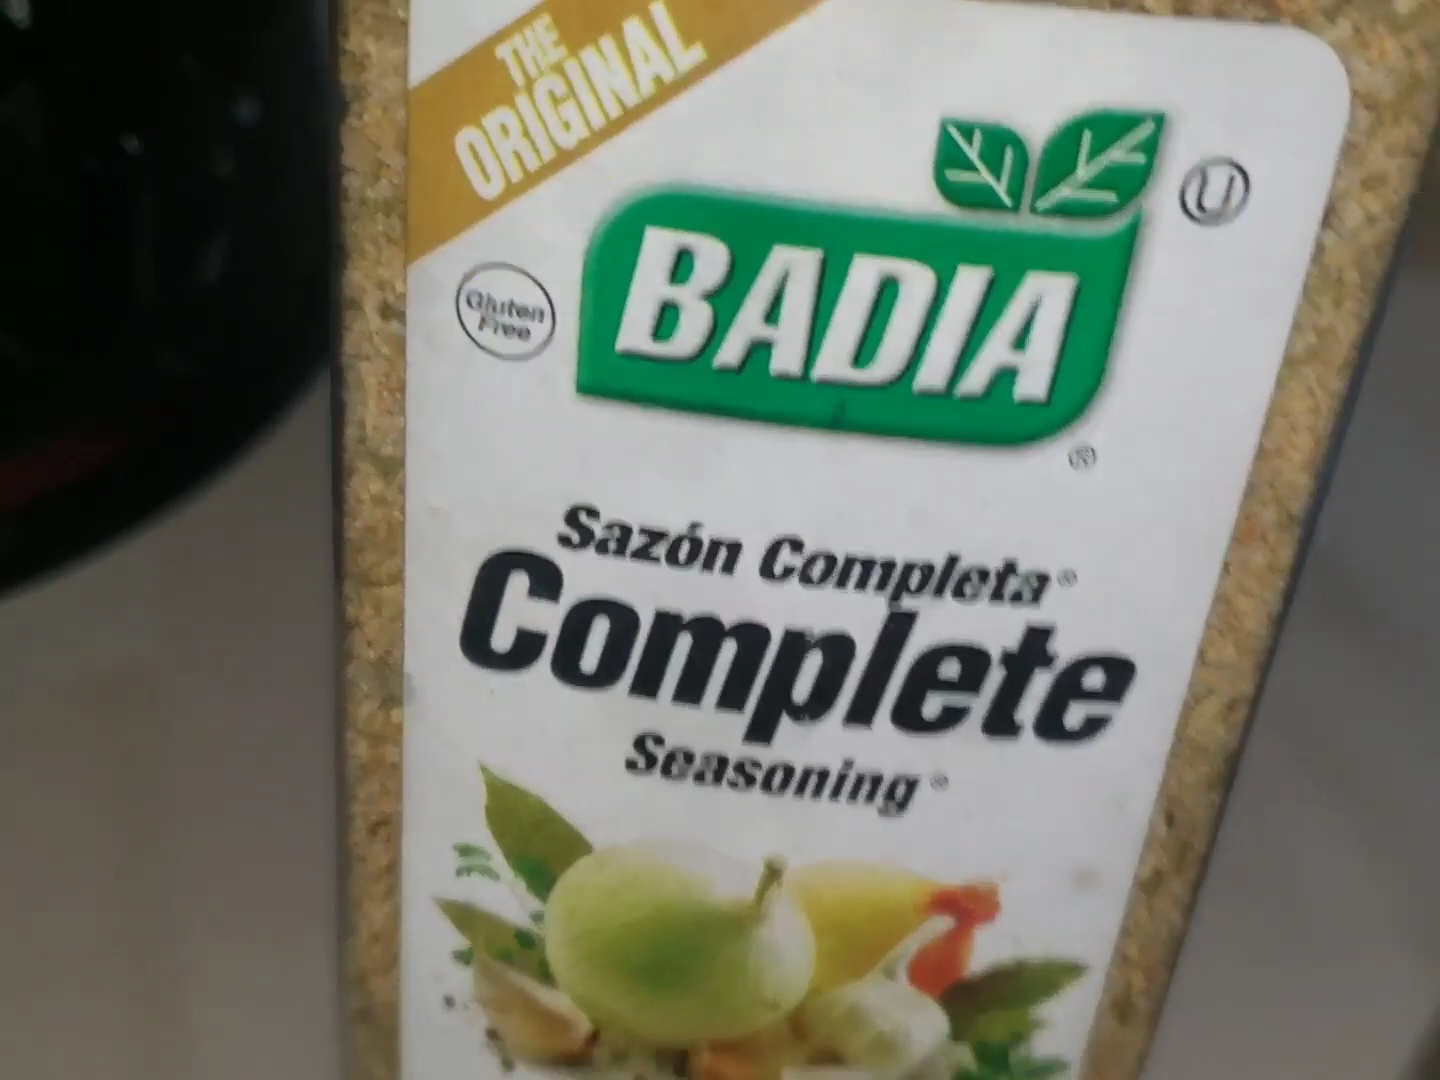 THE
ORIGINAL
BADIA
U
®
Gluten
Free
Sazón Completa®
Complete
Seasoning®